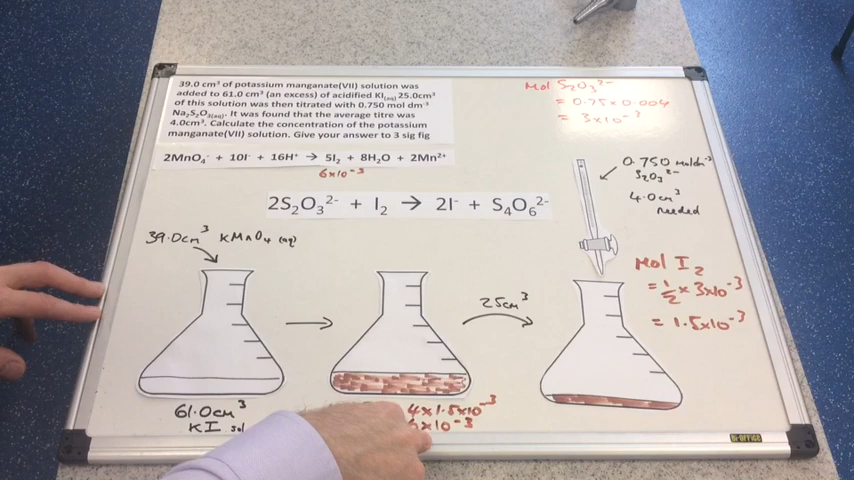 39.0 cm³ of potassium manganate(VII) solution was
added to 61.0 cm³ (an excess) of acidified KI(aq) 25.0cm³
of this solution was then titrated with 0.750 mol dm⁻³
Na₂S₂O₃(aq). It was found that the average titre was
4.0cm³. Calculate the concentration of the potassium
manganate(VII) solution. Give your answer to 3 sig fig
2MnO₄⁻ + 10I⁻ + 16H⁺ → 5I₂ + 8H₂O + 2Mn²⁺
6x10⁻³
2S₂O₃²⁻ + I₂ → 2I⁻ + S₄O₆²⁻
Mol S₂O₃²⁻
= 0.75 x 0.004
= 3x10⁻³
0.750 moldm⁻³
S₂O₃²⁻
4.0cm³
needed
39.0cm³ KMnO₄ (aq)
25cm³
Mol I₂
= ½ x 3x10⁻³
= 1.5x10⁻³
61.0cm³
KI sol
4x1.5x10⁻³
6x10⁻³
BI-OFFICE